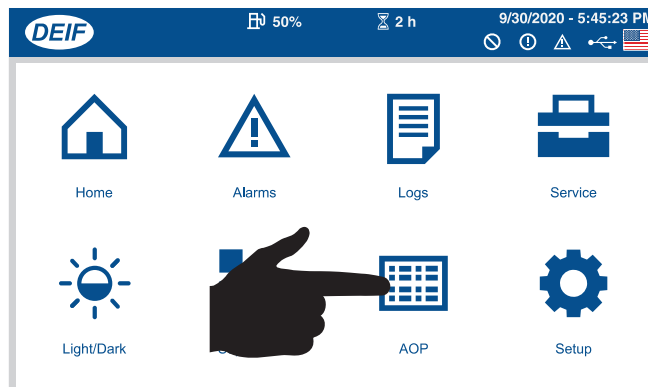 DEIF
50%
2 h
9/30/2020 - 5:45:23 PM
Home
Alarms
Logs
Service
Light/Dark
AOP
Setup